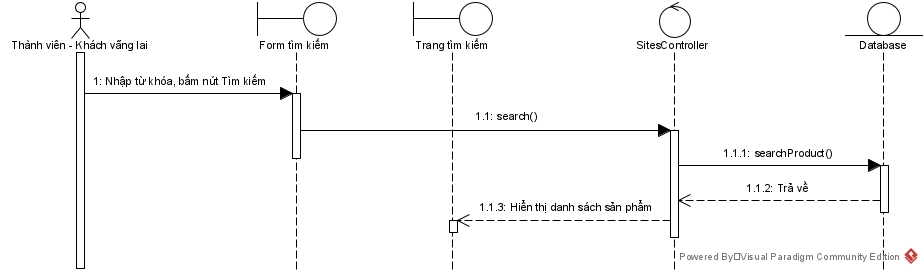 Thành viên - Khách vãng lai
Form tìm kiếm
Trang tìm kiếm
SitesController
Database
1: Nhập từ khóa, bấm nút Tìm kiếm
1.1: search()
1.1.1: searchProduct()
1.1.2: Trả về
1.1.3: Hiển thị danh sách sản phẩm
Powered By□Visual Paradigm Community Edition